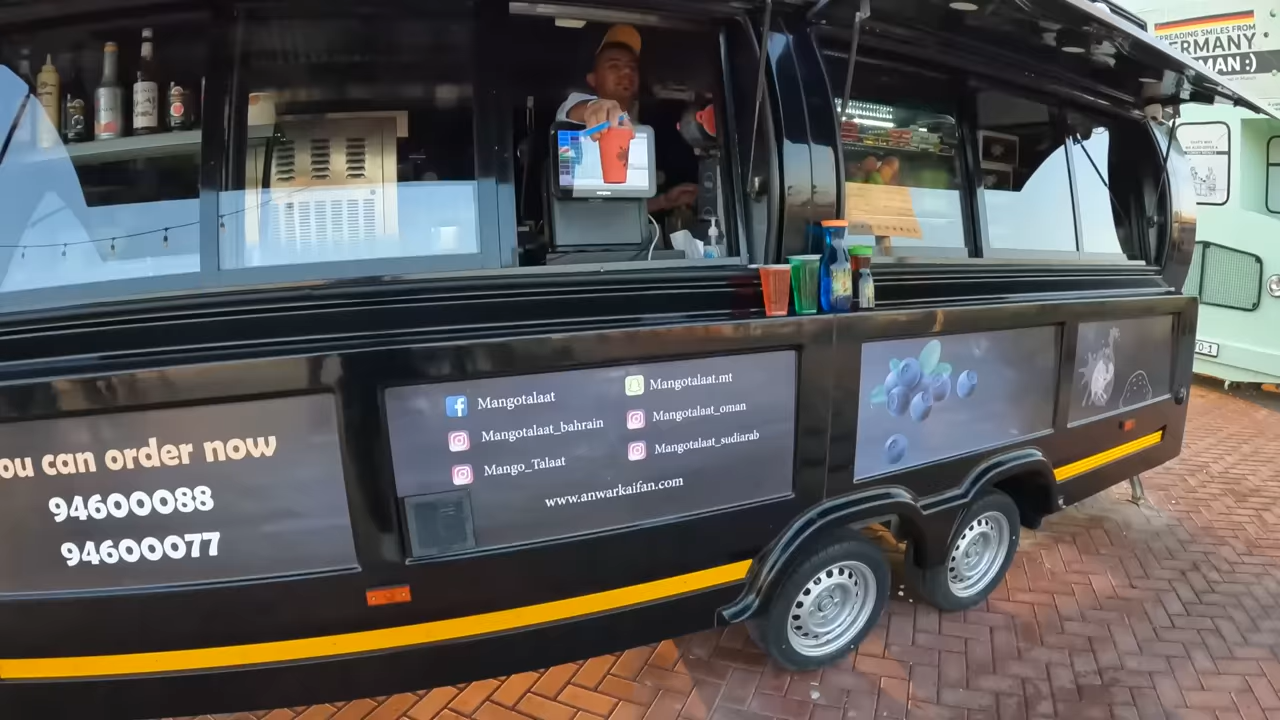 SPREADING SMILES FROM
GERMANY
MAN :)
ou can order now
94600088
94600077
Mangotalaat
Mangotalaat_bahrain
Mango_Talaat
Mangotalaat.mt
Mangotalaat_oman
Mangotalaat_sudiarab
www.anwarkaifan.com